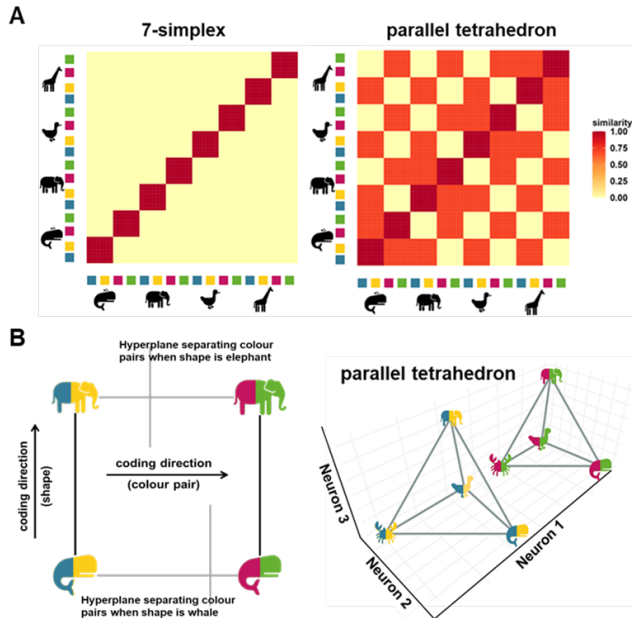 A
7-simplex
parallel tetrahedron
similarity
1.00
0.75
0.50
0.25
0.00
B
Hyperplane separating colour
pairs when shape is elephant
coding direction
(shape)
coding direction
(colour pair)
Hyperplane separating colour
pairs when shape is whale
parallel tetrahedron
Neuron 3
Neuron 2
Neuron 1